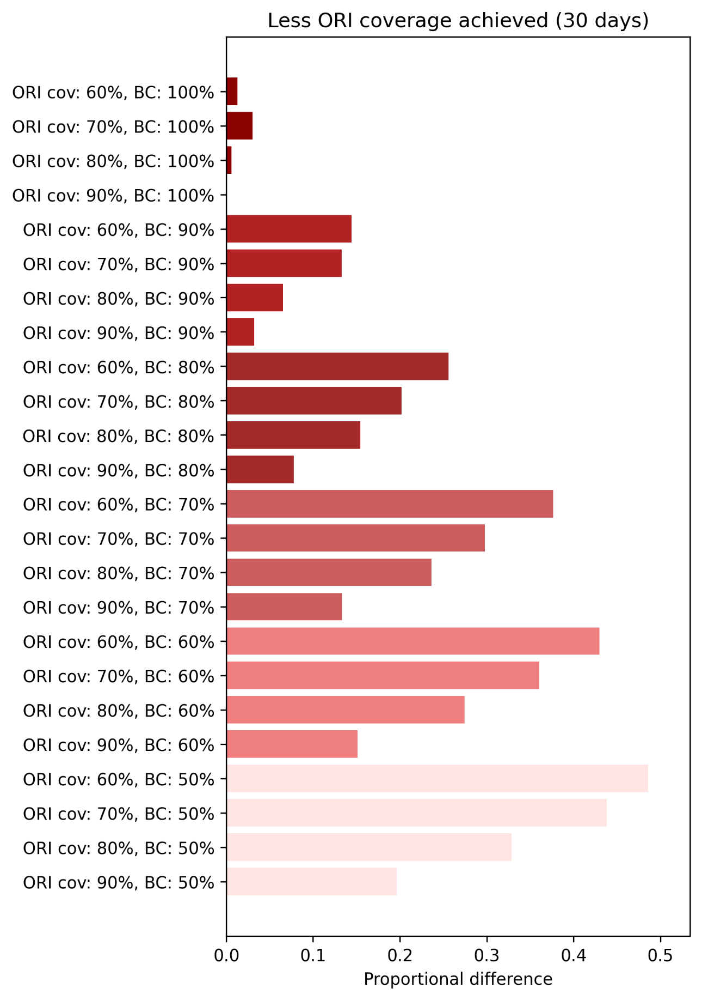 Less ORI coverage achieved (30 days)
ORI cov: 60%, BC: 100%
ORI cov: 70%, BC: 100%
ORI cov: 80%, BC: 100%
ORI cov: 90%, BC: 100%
ORI cov: 60%, BC: 90%
ORI cov: 70%, BC: 90%
ORI cov: 80%, BC: 90%
ORI cov: 90%, BC: 90%
ORI cov: 60%, BC: 80%
ORI cov: 70%, BC: 80%
ORI cov: 80%, BC: 80%
ORI cov: 90%, BC: 80%
ORI cov: 60%, BC: 70%
ORI cov: 70%, BC: 70%
ORI cov: 80%, BC: 70%
ORI cov: 90%, BC: 70%
ORI cov: 60%, BC: 60%
ORI cov: 70%, BC: 60%
ORI cov: 80%, BC: 60%
ORI cov: 90%, BC: 60%
ORI cov: 60%, BC: 50%
ORI cov: 70%, BC: 50%
ORI cov: 80%, BC: 50%
ORI cov: 90%, BC: 50%
0.0 0.1 0.2 0.3 0.4 0.5
Proportional difference